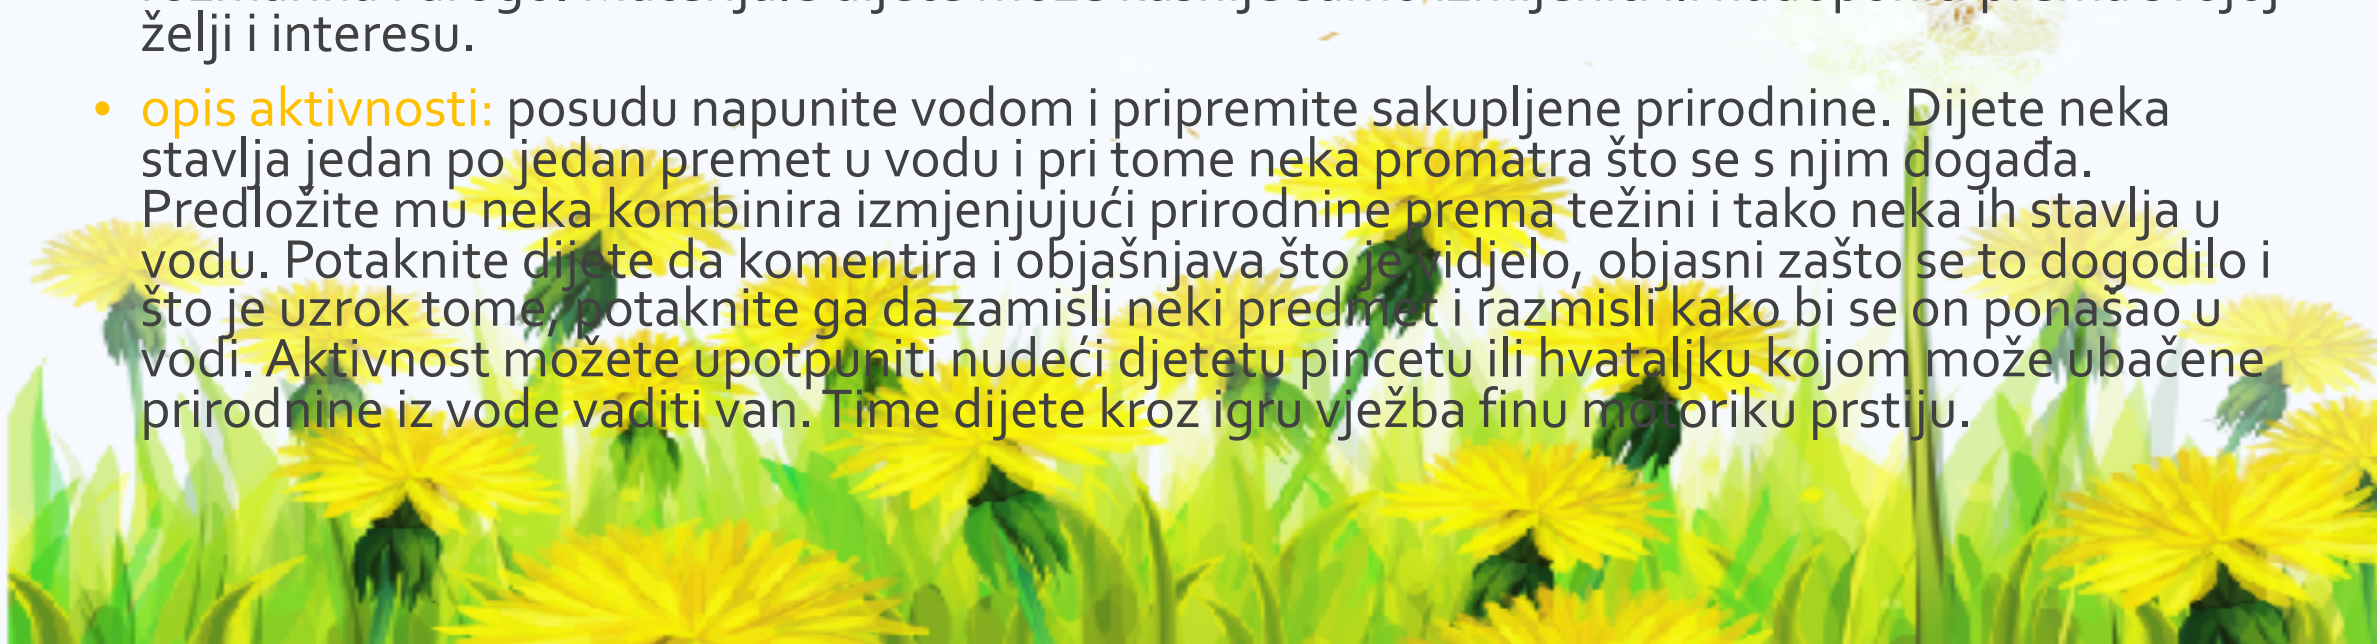 želji i interesu.
• opis aktivnosti: posudu napunite vodom i pripremite sakupljene prirodnine. Dijete neka
stavlja jedan po jedan premet u vodu i pri tome neka promatra što se s njim događa.
Predložite mu neka kombinira izmjenjujući prirodnine prema težini i tako neka ih stavlja u
vodu. Potaknite dijete da komentira i objašnjava što je vidjelo, objasni zašto se to dogodilo i
što je uzrok tome, potaknite ga da zamisli neki predmet i razmisli kako bi se on ponašao u
vodi. Aktivnost možete upotpuniti nudeći djetetu pincetu ili hvataljku kojom može ubačene
prirodnine iz vode vaditi van. Time dijete kroz igru vježba finu motoriku prstiju.